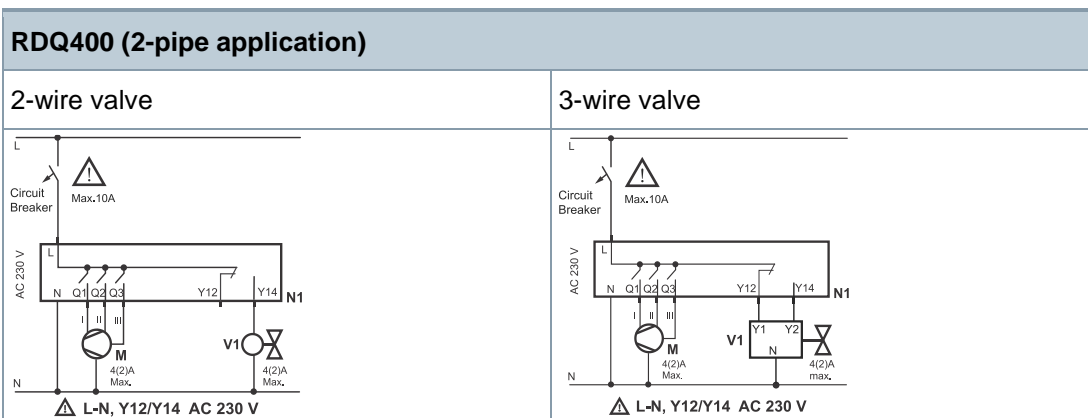 RDQ400 (2-pipe application)
2-wire valve
3-wire valve
L
Circuit
Breaker
Max.10A
AC 230 V
L
N Q1 Q2 Q3 Y12 Y14 N1
I II III
M
4(2)A
Max.
V1
4(2)A
Max.
N
L-N, Y12/Y14 AC 230 V
L
Circuit
Breaker
Max.10A
AC 230 V
L
N Q1 Q2 Q3 Y12 Y14 N1
I II III
M
4(2)A
Max.
V1
Y1 Y2
N
4(2)A
max.
N
L-N, Y12/Y14 AC 230 V